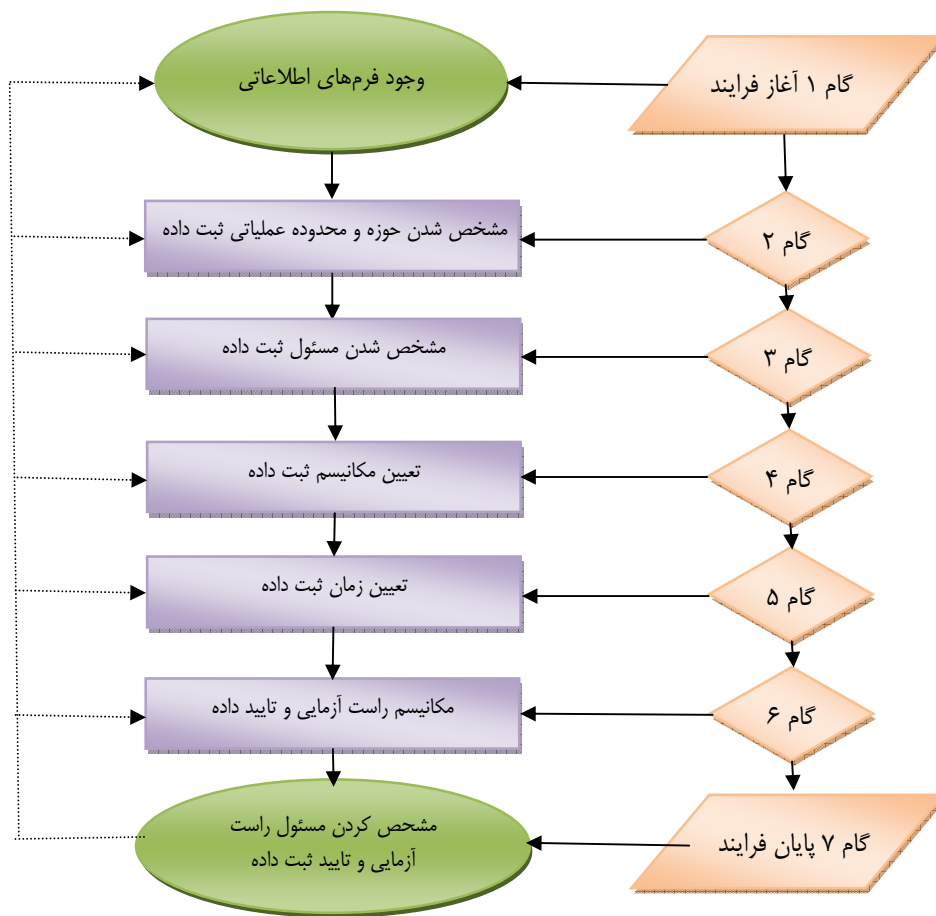 گام ۱ آغاز فرایند
وجود فرم‌های اطلاعاتی
گام ۲
مشخص شدن حوزه و محدوده عملیاتی ثبت داده
گام ۳
مشخص شدن مسئول ثبت داده
گام ۴
تعیین مکانیسم ثبت داده
گام ۵
تعیین زمان ثبت داده
گام ۶
مکانیسم راست آزمایی و تایید داده
گام ۷ پایان فرایند
مشحص کردن مسئول راست
آزمایی و تایید ثبت داده